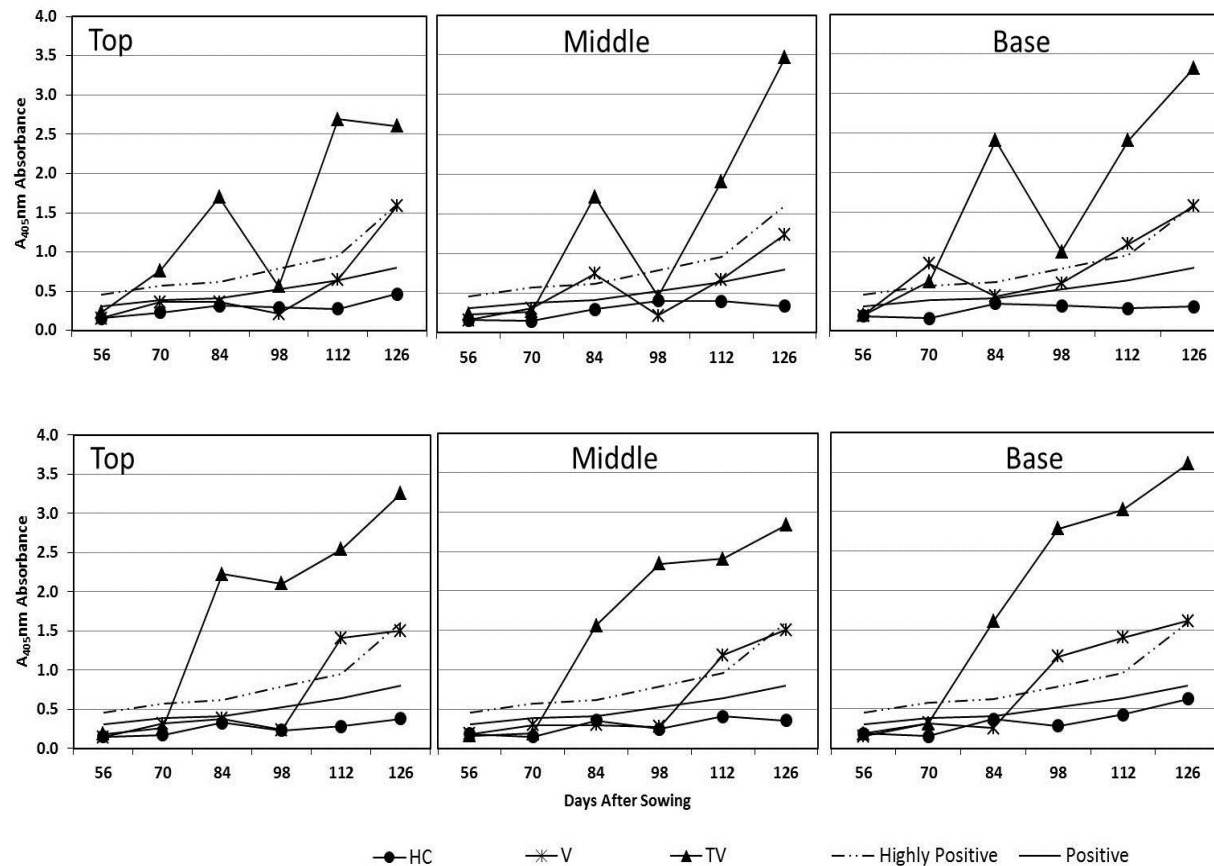 Top Middle Base
4.0
3.5
3.0
2.5
2.0
1.5
1.0
0.5
0.0
A405nm Absorbance
56 70 84 98 112 126 56 70 84 98 112 126 56 70 84 98 112 126
Top Middle Base
4.0
3.5
3.0
2.5
2.0
1.5
1.0
0.5
0.0
A405nm Absorbance
56 70 84 98 112 126 56 70 84 98 112 126 56 70 84 98 112 126
Days After Sowing
HC V TV Highly Positive Positive